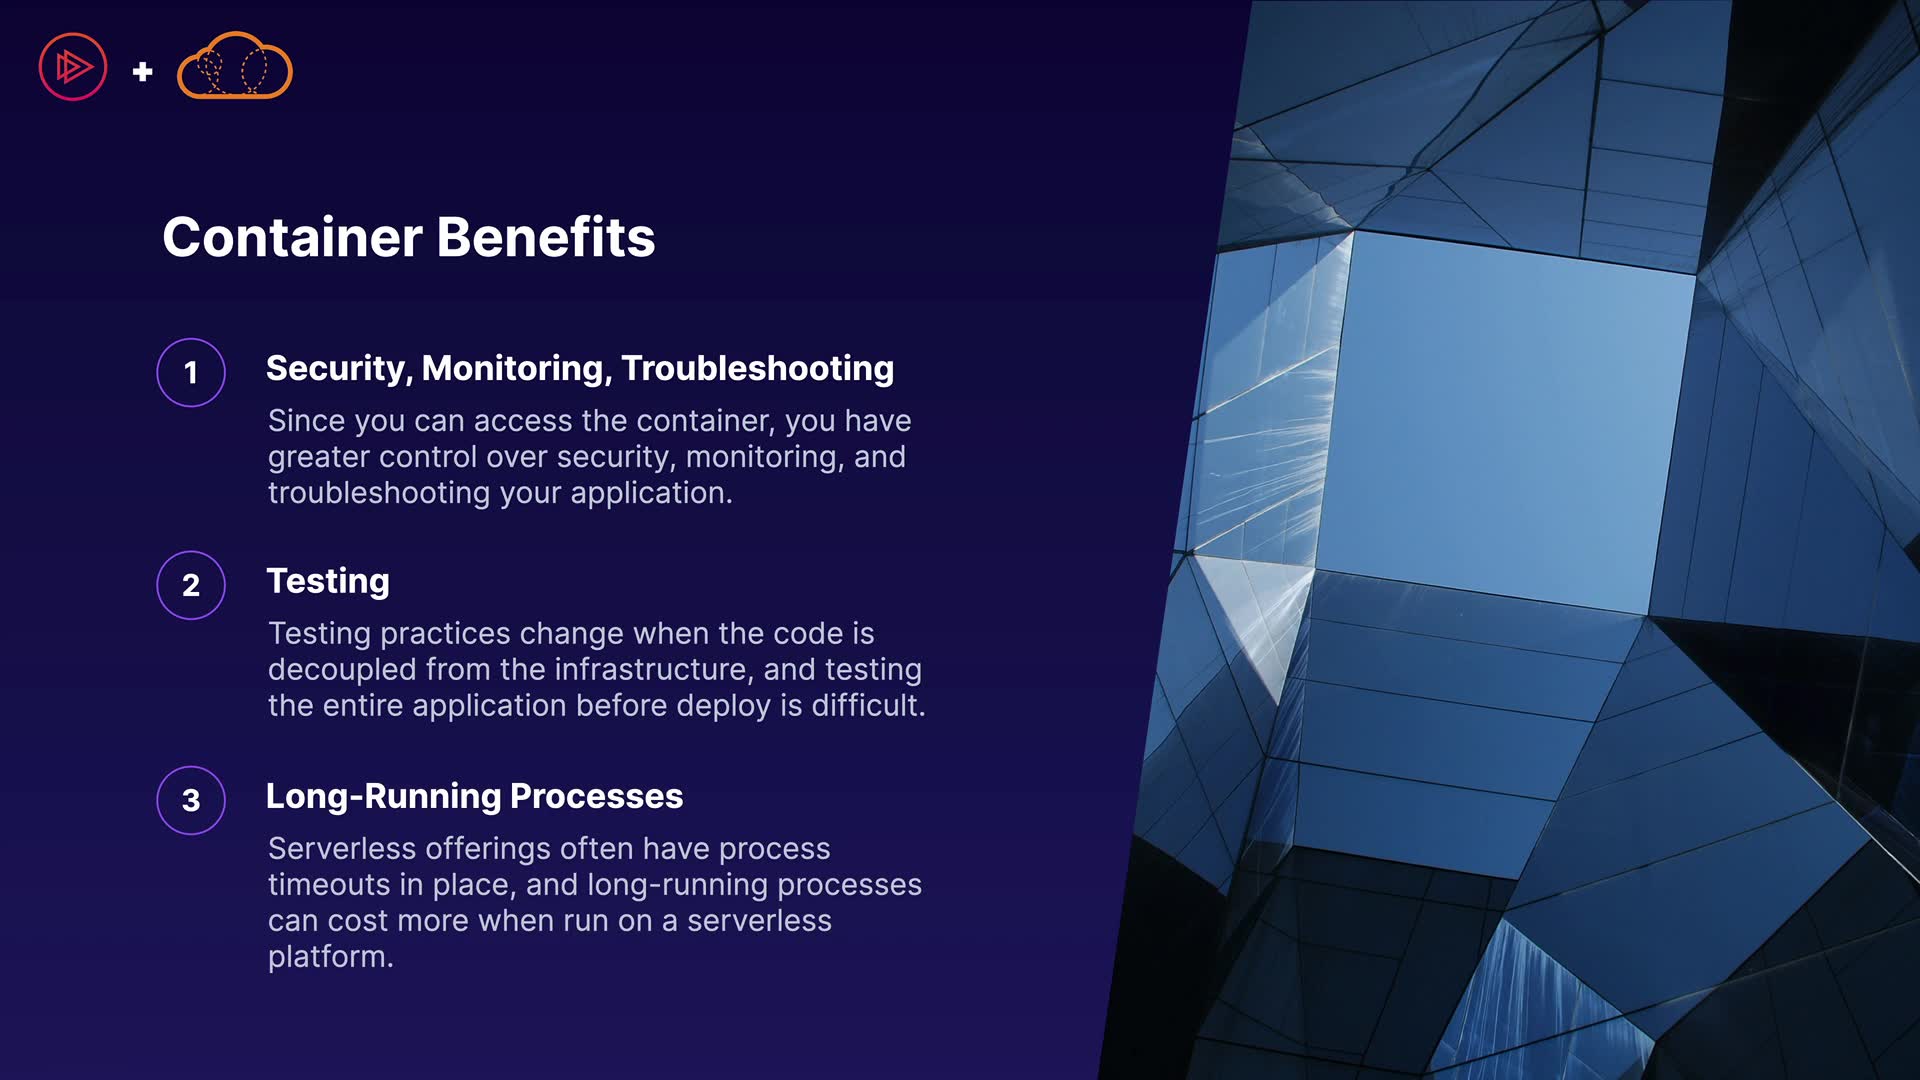 Container Benefits
1
Security, Monitoring, Troubleshooting
Since you can access the container, you have
greater control over security, monitoring, and
troubleshooting your application.
2
Testing
Testing practices change when the code is
decoupled from the infrastructure, and testing
the entire application before deploy is difficult.
3
Long-Running Processes
Serverless offerings often have process
timeouts in place, and long-running processes
can cost more when run on a serverless
platform.